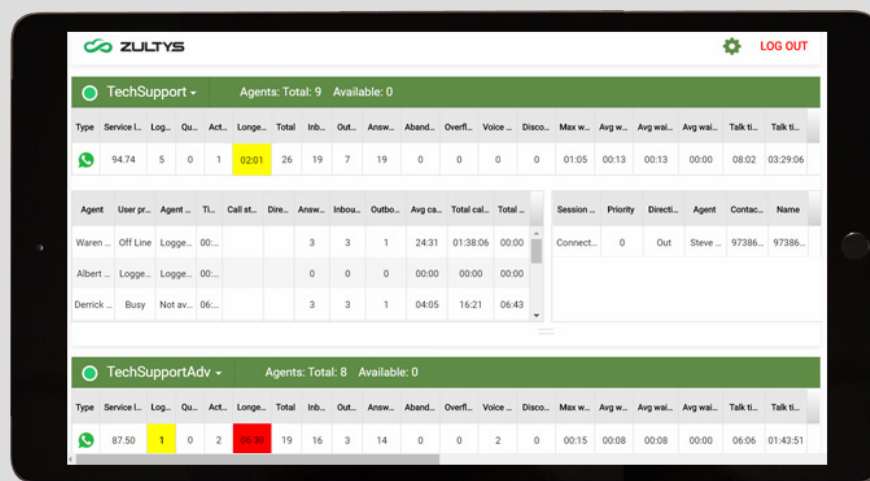 ZULTYS LOG OUT
TechSupport Agents: Total: 9 Available: 0
Type Service l... Log... Qu... Act... Longe... Total Inb... Out... Answ... Aband... Overfl... Voice ... Disco... Max w... Avg w... Avg wai... Avg wai... Talk ti... Talk ti...
94.74 5 0 1 02:01 26 19 7 19 0 0 0 0 01:05 00:13 00:13 00:00 08:02 03:29:06
Agent User pr... Agent ... Ti... Call st... Dire... Answ... Inbou... Outbo... Avg ca... Total cal... Total ...
Waren ... Off Line Logge... 00:... 3 3 1 24:31 01:38:06 00:00
Albert ... Logge... Logge... 00:... 0 0 0 00:00 00:00 00:00
Derrick ... Busy Not av... 06:... 3 3 1 04:05 16:21 06:43
Session ... Priority Directi... Agent Contac... Name
Connect... 0 Out Steve ... 97386... 97386...
TechSupportAdv Agents: Total: 8 Available: 0
Type Service l... Log... Qu... Act... Longe... Total Inb... Out... Answ... Aband... Overfl... Voice ... Disco... Max w... Avg w... Avg wai... Avg wai... Talk ti... Talk ti...
87.50 1 0 2 06:30 19 16 3 14 0 0 2 0 00:15 00:08 00:08 00:00 06:06 01:43:51